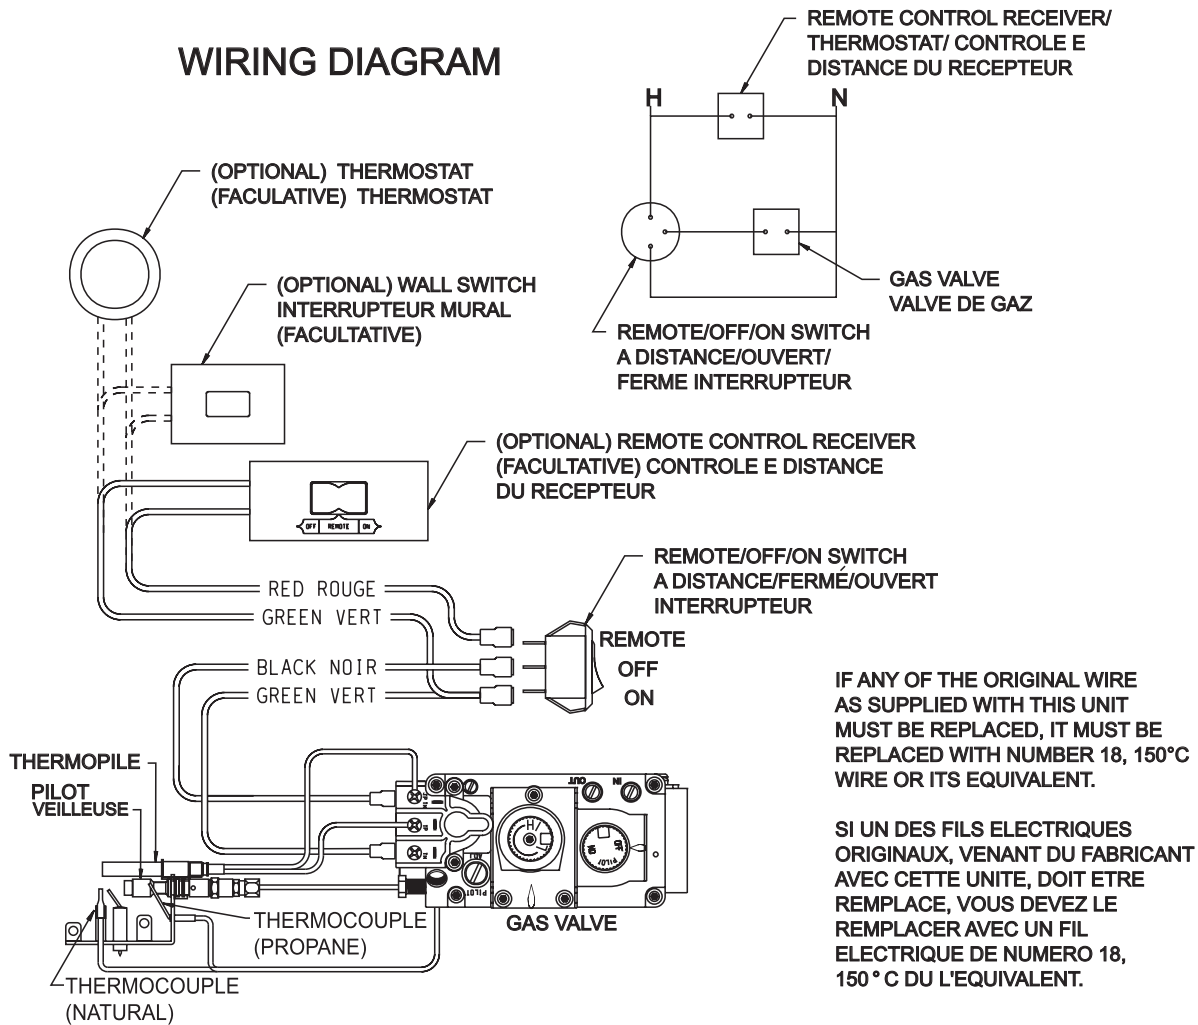 WIRING DIAGRAM
REMOTE CONTROL RECEIVER/
THERMOSTAT/ CONTROLE E
DISTANCE DU RECEPTEUR
H
N
(OPTIONAL) THERMOSTAT
(FACULATIVE) THERMOSTAT
(OPTIONAL) WALL SWITCH
INTERRUPTEUR MURAL
(FACULTATIVE)
GAS VALVE
VALVE DE GAZ
REMOTE/OFF/ON SWITCH
A DISTANCE/OUVERT/
FERME INTERRUPTEUR
(OPTIONAL) REMOTE CONTROL RECEIVER
(FACULTATIVE) CONTROLE E DISTANCE
DU RECEPTEUR
OFF REMOTE ON
REMOTE/OFF/ON SWITCH
A DISTANCE/FERMÉ/OUVERT
INTERRUPTEUR
RED ROUGE
GREEN VERT
BLACK NOIR
GREEN VERT
REMOTE
OFF
ON
IF ANY OF THE ORIGINAL WIRE
AS SUPPLIED WITH THIS UNIT
MUST BE REPLACED, IT MUST BE
REPLACED WITH NUMBER 18, 150°C
WIRE OR ITS EQUIVALENT.
SI UN DES FILS ELECTRIQUES
ORIGINAUX, VENANT DU FABRICANT
AVEC CETTE UNITE, DOIT ETRE
REMPLACE, VOUS DEVEZ LE
REMPLACER AVEC UN FIL
ELECTRIQUE DE NUMERO 18,
150° C DU L'EQUIVALENT.
THERMOPILE
PILOT
VEILLEUSE
OUT
IN
HI
OFF
PILOT
ON
PILOT
ADJ
GAS VALVE
THERMOCOUPLE
(PROPANE)
THERMOCOUPLE
(NATURAL)